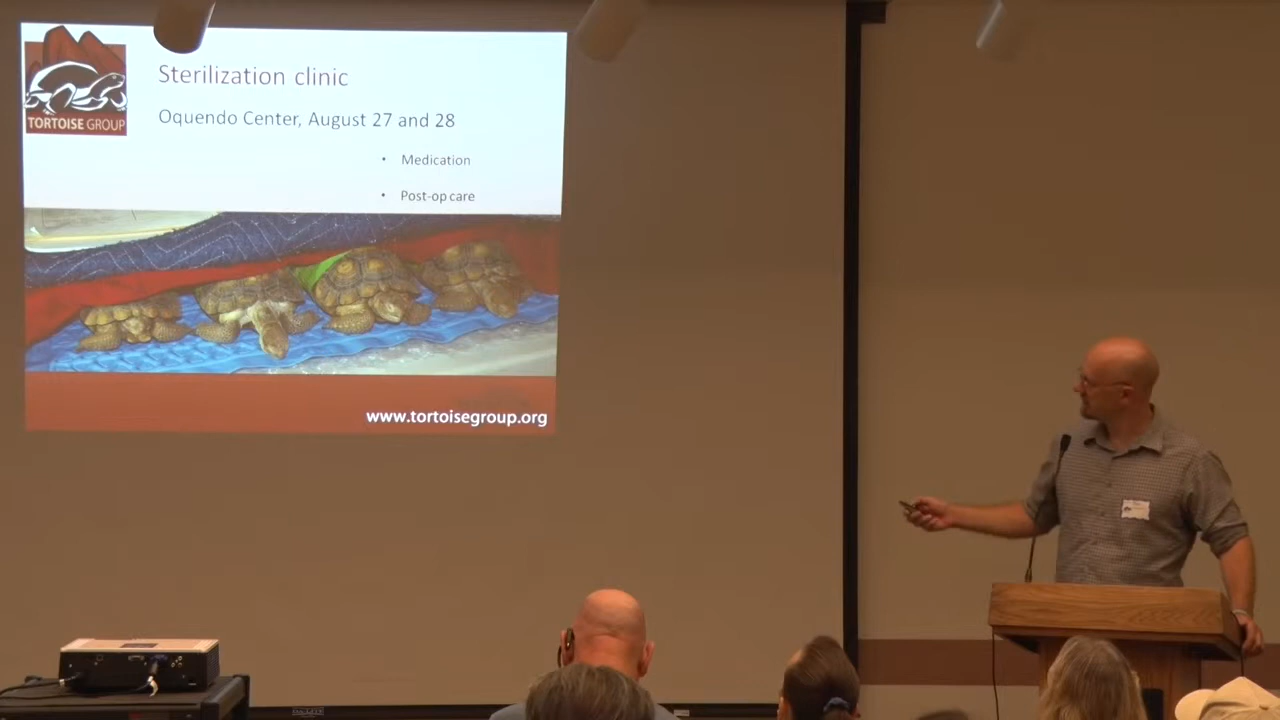 Sterilization clinic
TORTOISE GROUP
Oquendo Center, August 27 and 28
• Medication
• Post-op care
www.tortoisegroup.org